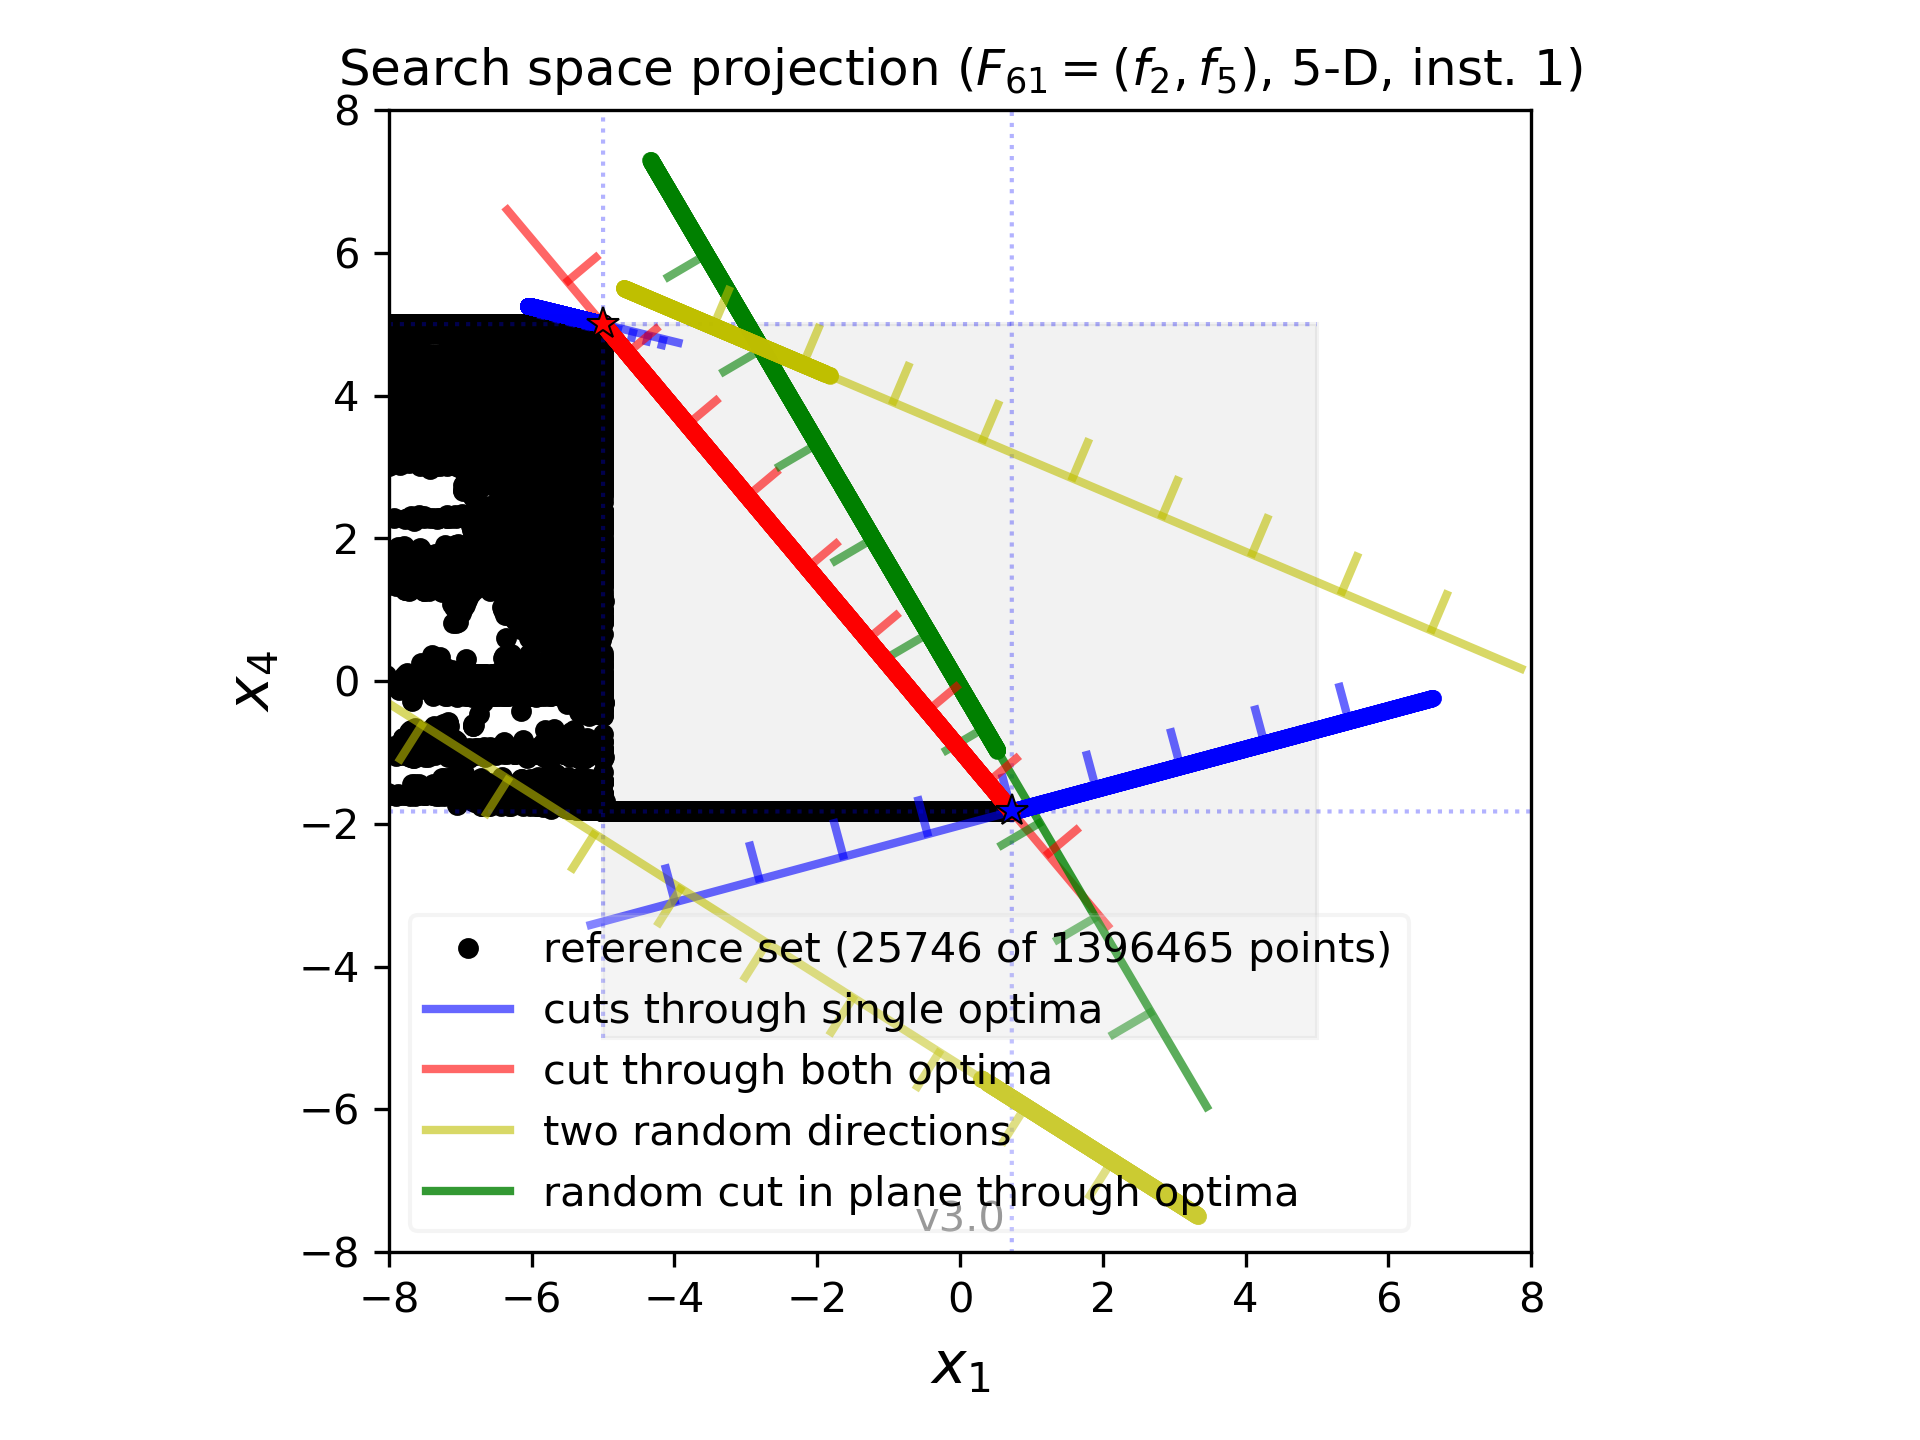 Search space projection (F₆₁ = (f₂, f₅), 5-D, inst. 1)
8
6
4
2
0
−2
−4
−6
−8
x₄
reference set (25746 of 1396465 points)
cuts through single optima
cut through both optima
two random directions
random cut in plane through optima
v3.0
−8 −6 −4 −2 0 2 4 6 8
x₁